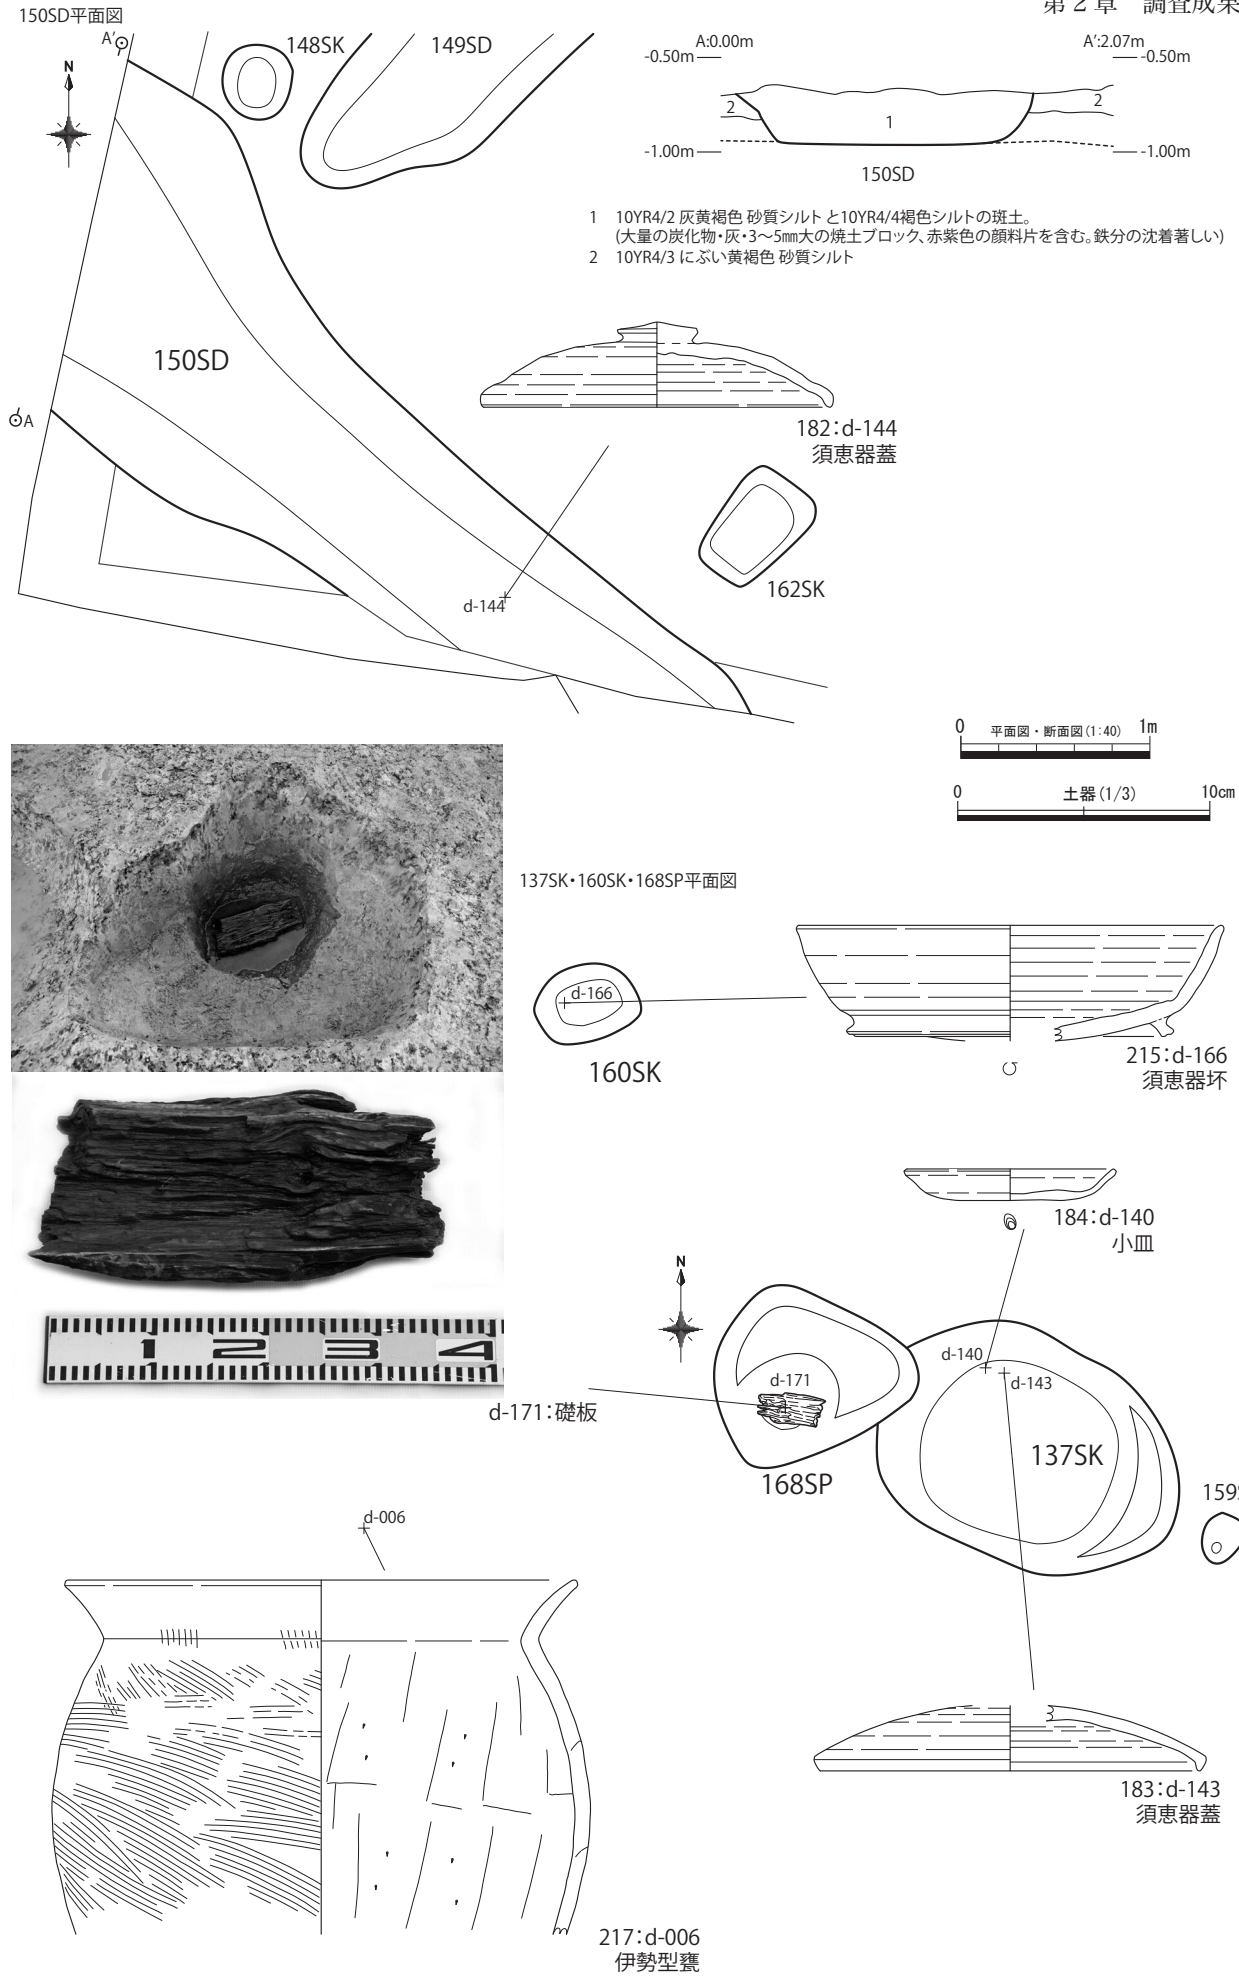 第2章　調査成果
150SD平面図
A'
N
148SK
149SD
A:0.00m
A':2.07m
-0.50m
-0.50m
2
1
2
-1.00m
-1.00m
150SD
1　10YR4/2 灰黄褐色 砂質シルト と10YR4/4褐色シルトの斑土。
(大量の炭化物・灰・3～5㎜大の焼土ブロック、赤紫色の顔料片を含む。鉄分の沈着著しい)
2　10YR4/3 にぶい黄褐色 砂質シルト
150SD
A
182：d-144
須恵器蓋
162SK
d-144
0　平面図・断面図(1:40)　1m
0　土器(1/3)　10cm
137SK・160SK・168SP平面図
d-166
160SK
215：d-166
須恵器坏
184：d-140
小皿
N
1 2 3 4
d-171
d-140
d-143
d-171：礎板
137SK
168SP
159S
d-006
183：d-143
須恵器蓋
217：d-006
伊勢型甕